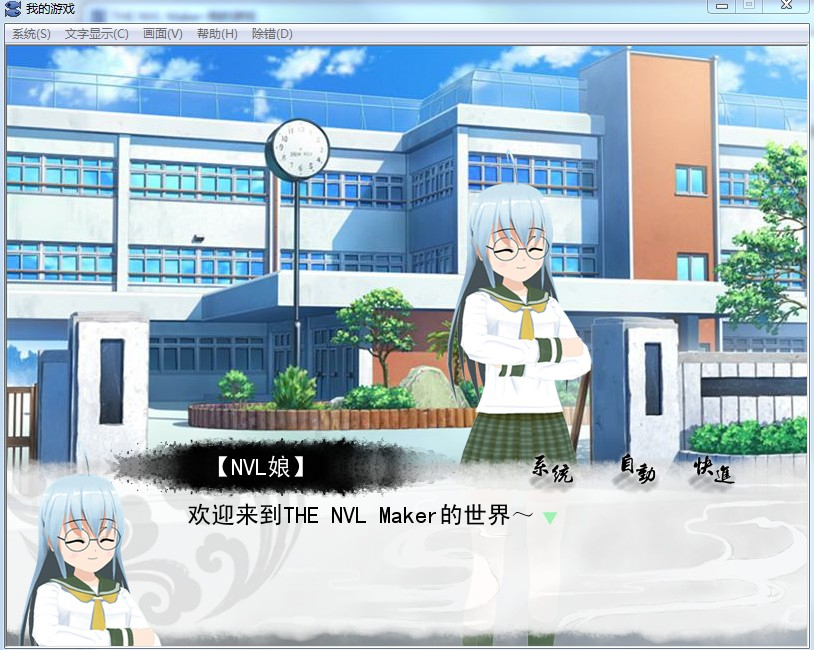 我的游戏
系统(S) 文字显示(C) 画面(V) 帮助(H) 除错(D)
【NVL娘】
系统 自動 快進
欢迎来到THE NVL Maker的世界～